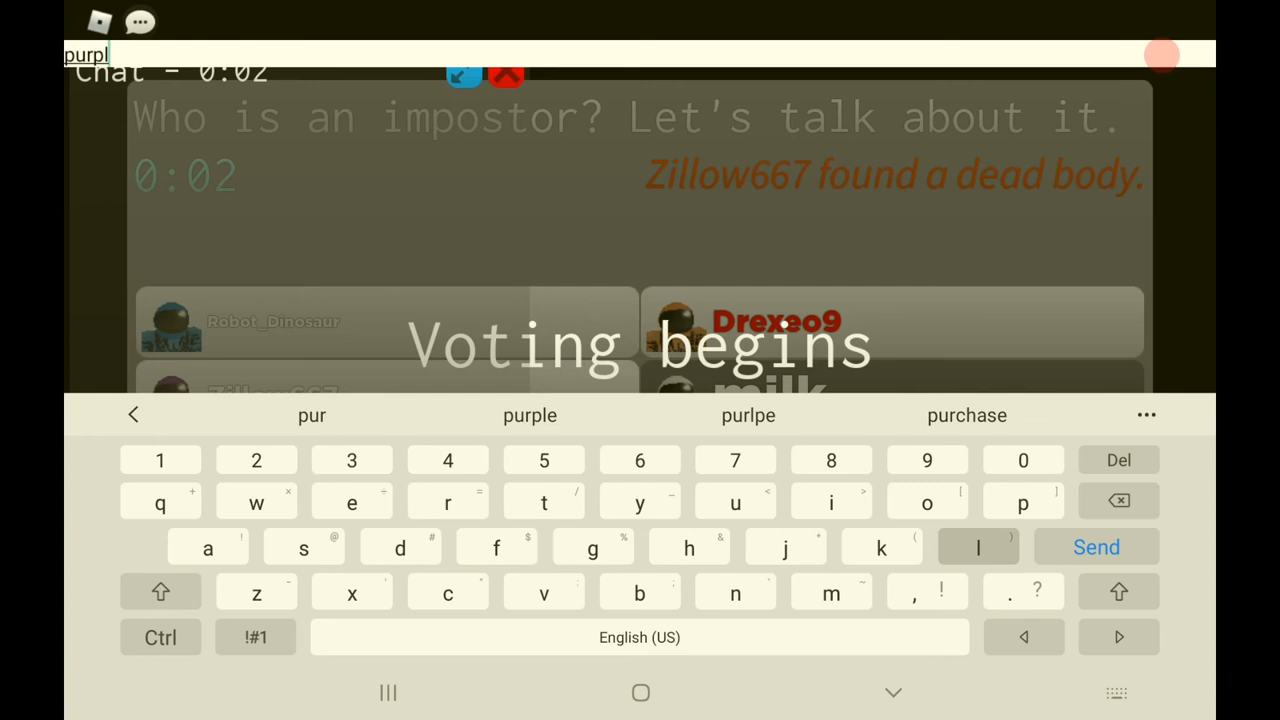 purpl
Chat - 0:02
Who is an impostor? Let's talk about it.
0:02 Zillow667 found a dead body.
Robot_Dinosaur Drexeo9
Voting begins
Zillow667 milk
pur purple purlpe purchase
1 2 3 4 5 6 7 8 9 0 Del
q + w × e ÷ r = t / y _ u < i > o [ p ]
a ! s @ d # f $ g % h & j * k ( l ) Send
z - x ' c " v : b ; n ' m ~ , ! . ?
Ctrl !#1 English (US)